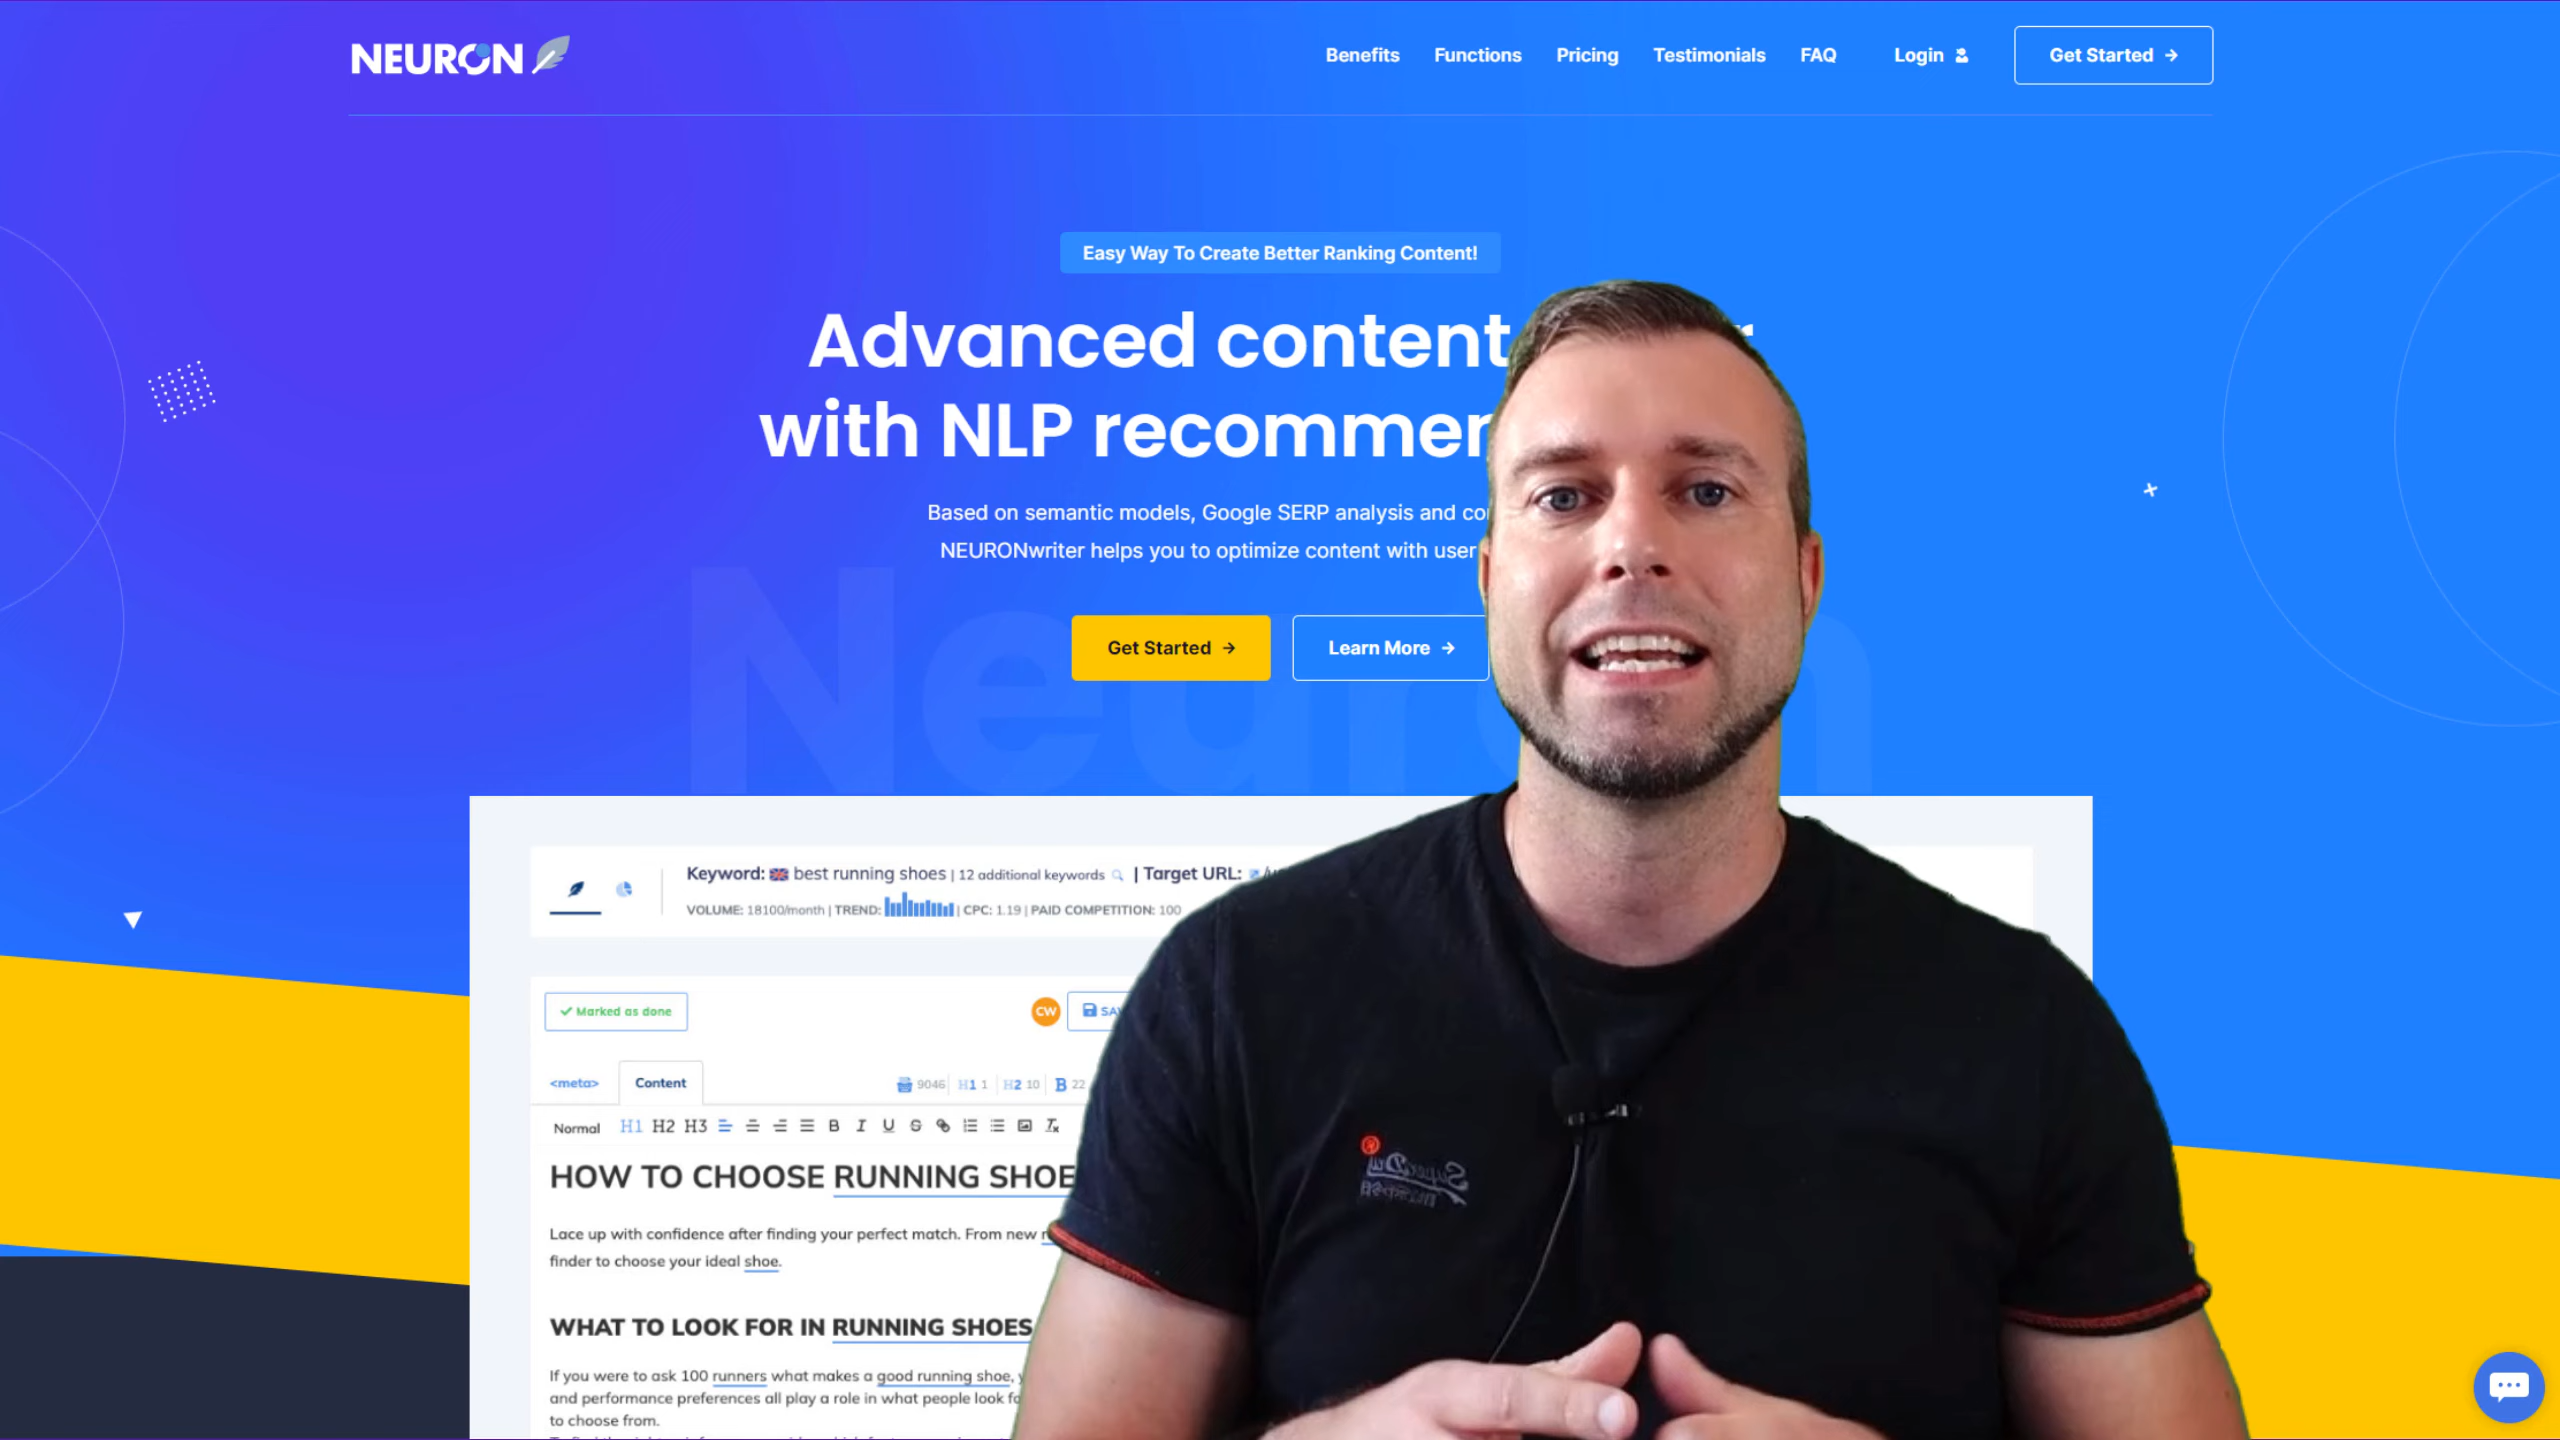 NEURON
Benefits Functions Pricing Testimonials FAQ Login Get Started
Easy Way To Create Better Ranking Content!
Advanced content
with NLP
Based on semantic models, Google SERP analysis and
NEURONwriter helps you to optimize content with user
Get Started Learn More
Neuron
Keyword: best running shoes | 12 additional keywords | Target URL:
VOLUME: 18100/month | TREND: | CPC: 1.19 | PAID COMPETITION: 100
Marked as done
CW
<meta> Content 9046 H1 1 H2 10 B 22
Normal H1 H2 H3 B I U S
HOW TO CHOOSE RUNNING
Lace up with confidence after finding your perfect match. From new
finder to choose your ideal shoe.
WHAT TO LOOK FOR IN RUNNING SHOES
If you were to ask 100 runners what makes a good running shoe,
and performance preferences all play a role in what people look
to choose from.